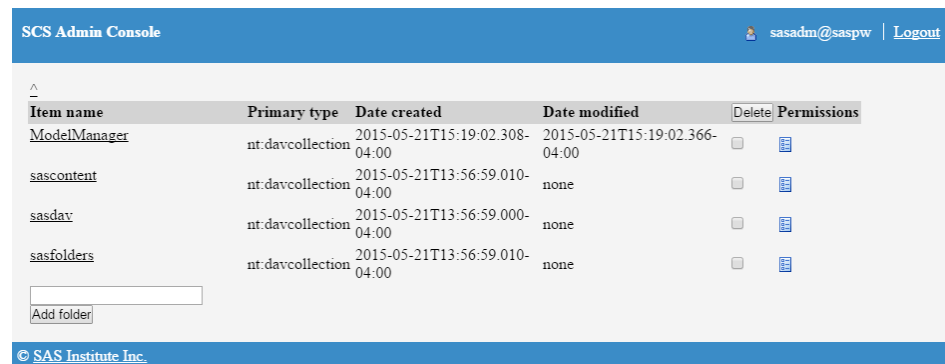 SCS Admin Console sasadm@saspw | Logout
^
Item name Primary type Date created Date modified Delete Permissions
ModelManager nt:davcollection 2015-05-21T15:19:02.308- 2015-05-21T15:19:02.366-
04:00 04:00
sascontent nt:davcollection 2015-05-21T13:56:59.010- none
04:00
sasdav nt:davcollection 2015-05-21T13:56:59.000- none
04:00
sasfolders nt:davcollection 2015-05-21T13:56:59.010- none
04:00
Add folder
© SAS Institute Inc.